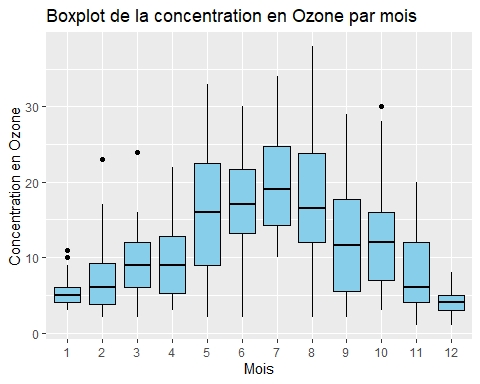 Boxplot de la concentration en Ozone par mois
Concentration en Ozone
30
20
10
0
1 2 3 4 5 6 7 8 9 10 11 12
Mois